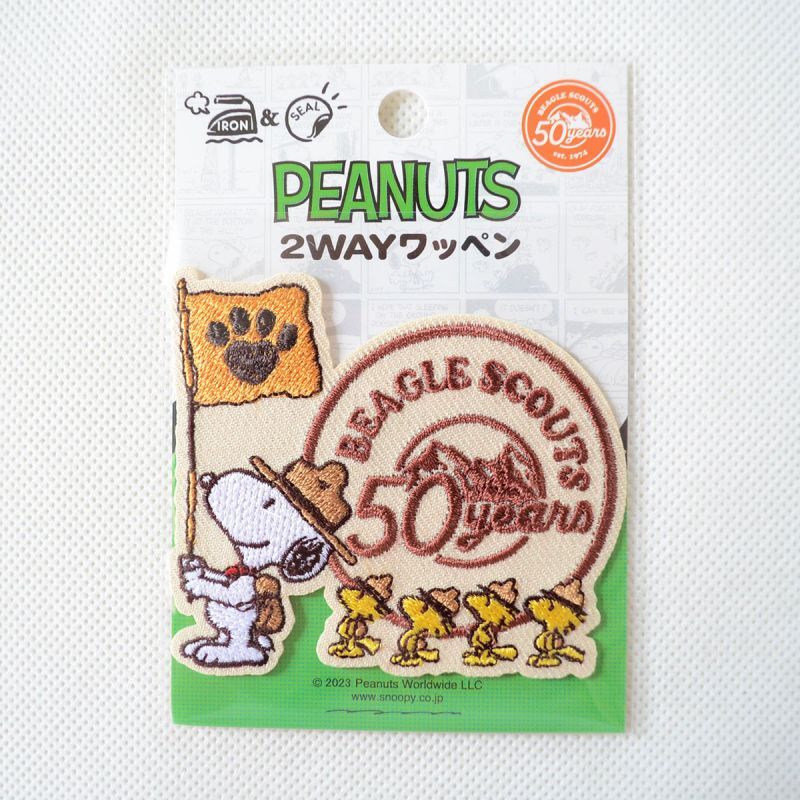 IRON & SEAL
BEAGLE SCOUTS
50 years
est. 1974
PEANUTS
2WAYワッペン
BEAGLE SCOUTS
50 years
© 2023 Peanuts Worldwide LLC
www.snoopy.co.jp